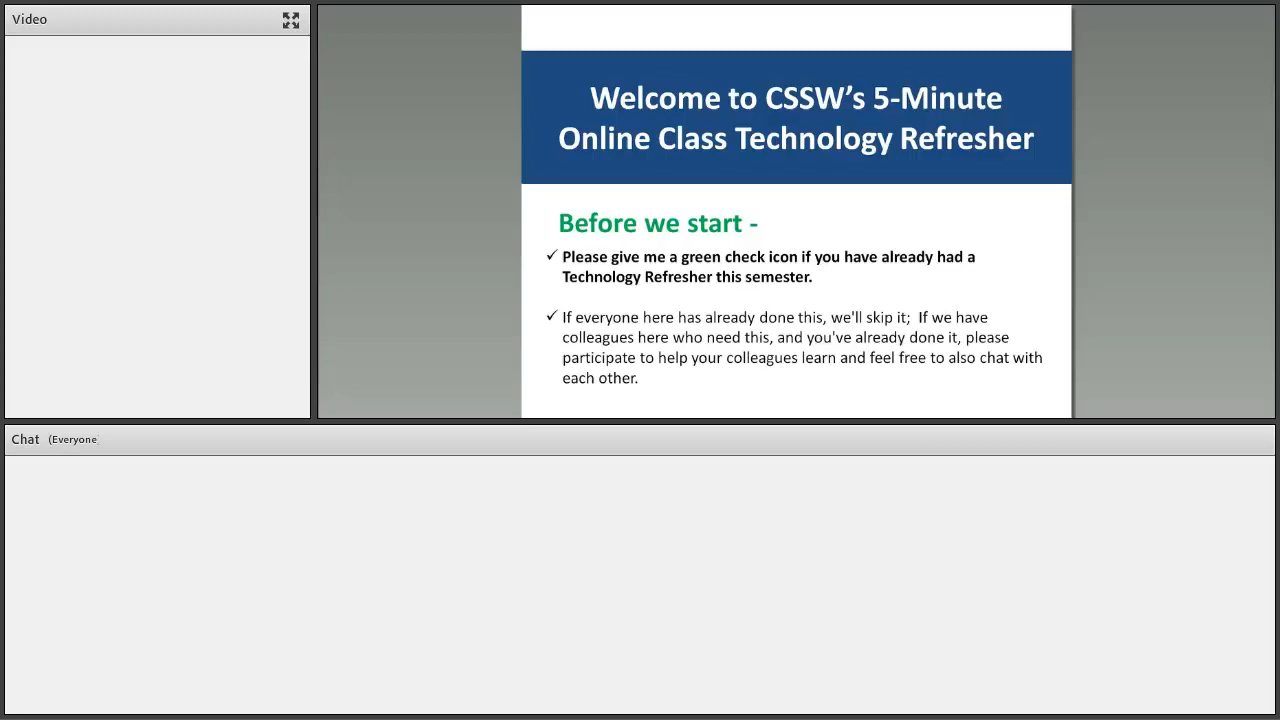 Video
Welcome to CSSW’s 5-Minute
Online Class Technology Refresher
Before we start -
✓ Please give me a green check icon if you have already had a
Technology Refresher this semester.
✓ If everyone here has already done this, we'll skip it;  If we have
colleagues here who need this, and you've already done it, please
participate to help your colleagues learn and feel free to also chat with
each other.
Chat (Everyone